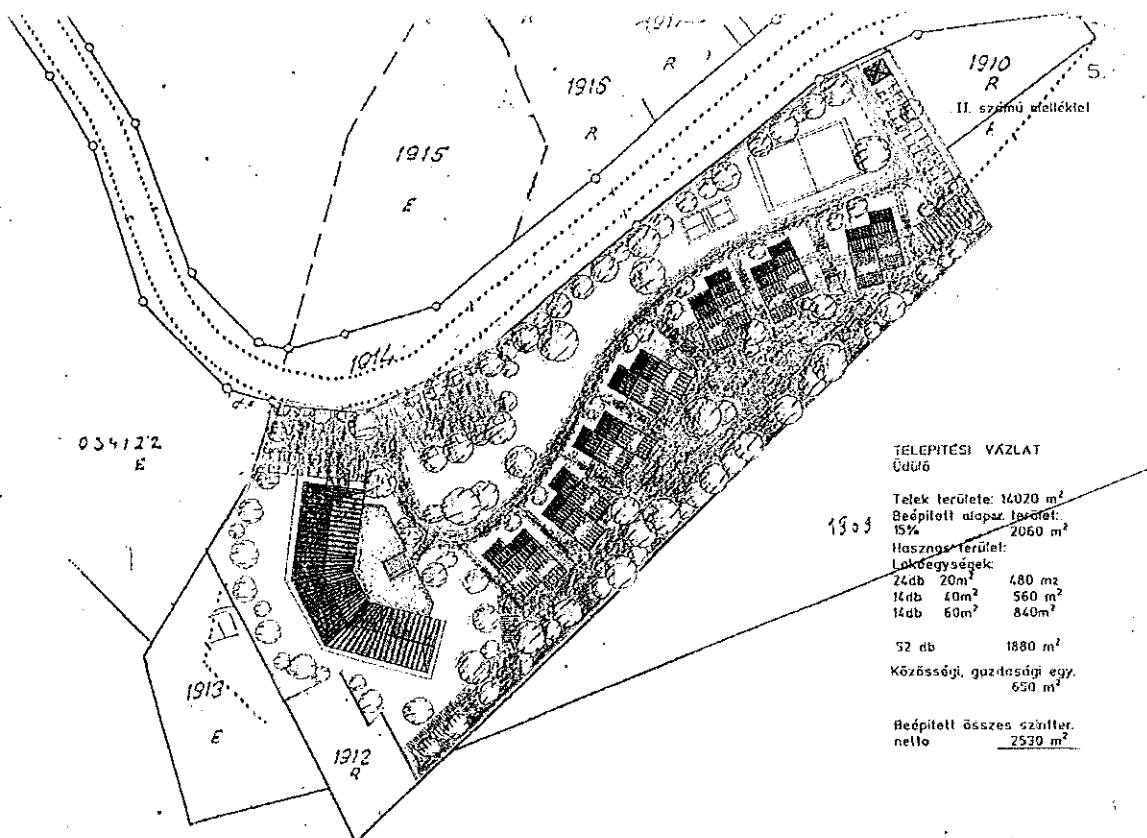 1917
R
1916
R
1910
R
5.
II. számú melléklet
R
1915
E
1914
034122
E
1909
TELEPÍTÉSI VÁZLAT
Üdülő
Telek területe: 14020 m²
Beépített alapsz. terület:
15% 2060 m²
Hasznos terület:
Lakóegységek:
24db 20m² 480 m2
14db 40m² 560 m²
14db 60m² 840m²
52 db 1880 m²
Közösségi, gazdasági egy.
650 m²
Beépített összes szintter.
netto 2530 m²
1913
E
1912
R